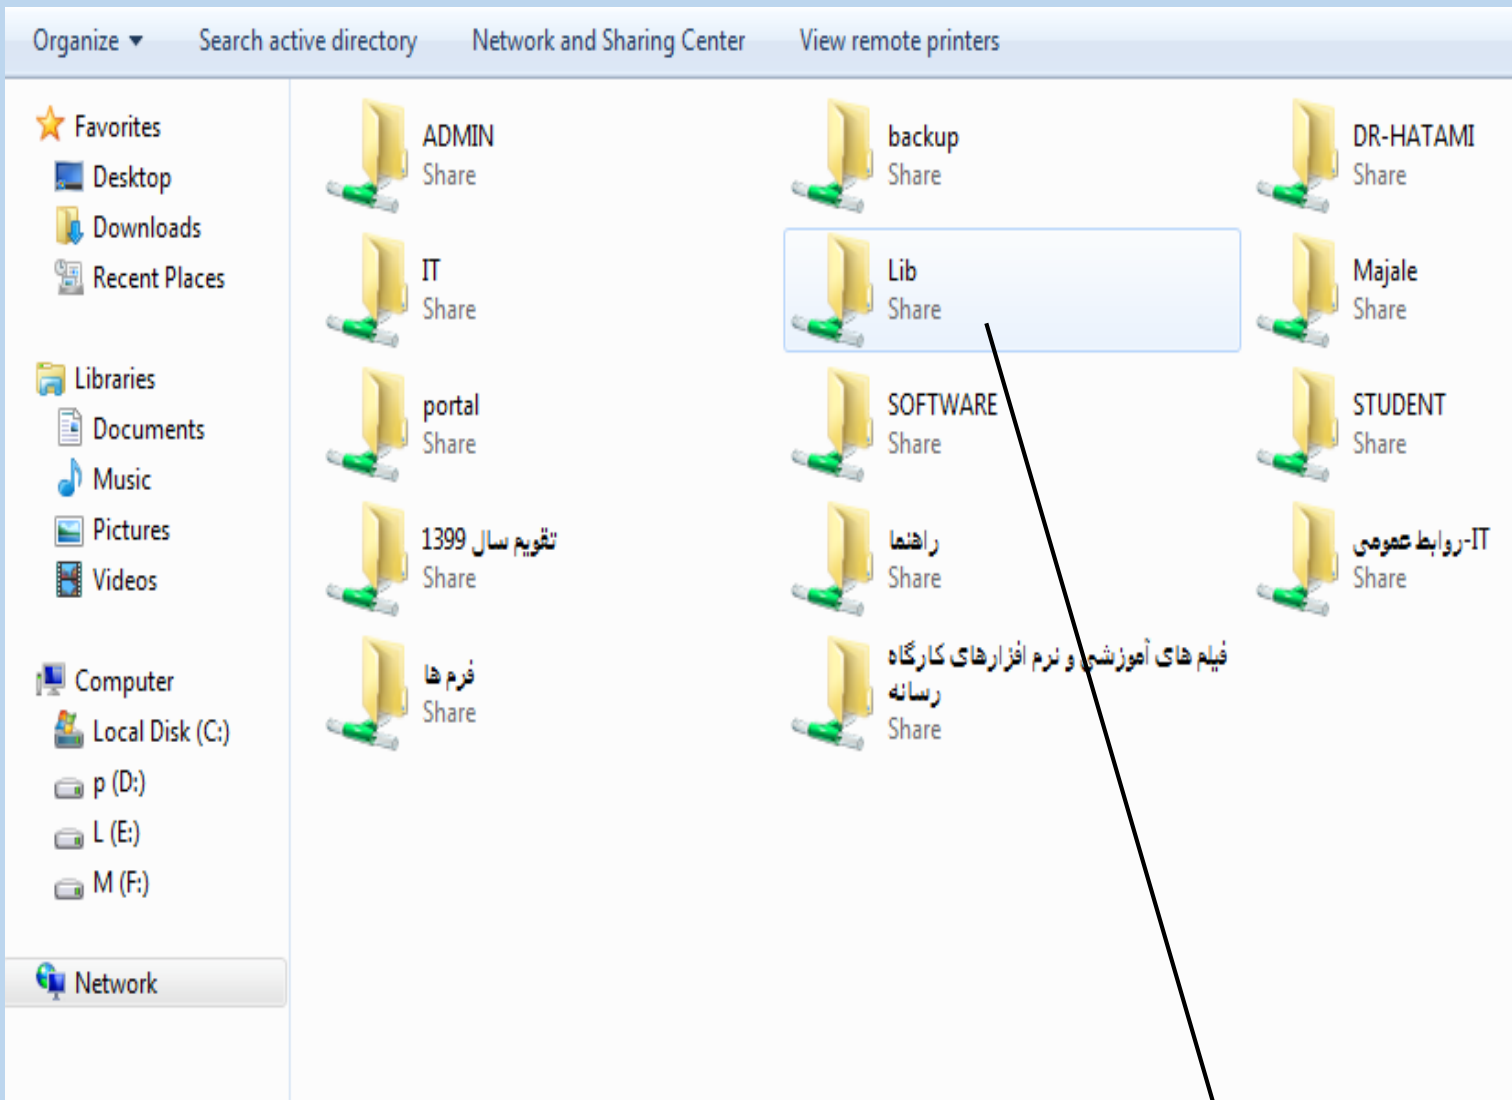 Organize Search active directory Network and Sharing Center View remote printers
Favorites
Desktop
Downloads
Recent Places
Libraries
Documents
Music
Pictures
Videos
Computer
Local Disk (C:)
p (D:)
L (E:)
M (F:)
Network
ADMIN
Share
backup
Share
DR-HATAMI
Share
IT
Share
Lib
Share
Majale
Share
portal
Share
SOFTWARE
Share
STUDENT
Share
تقویم سال 1399
Share
راهنما
Share
روابط عمومی-IT
Share
فرم ها
Share
فیلم های آموزشی و نرم افزارهای کارگاه
رسانه
Share